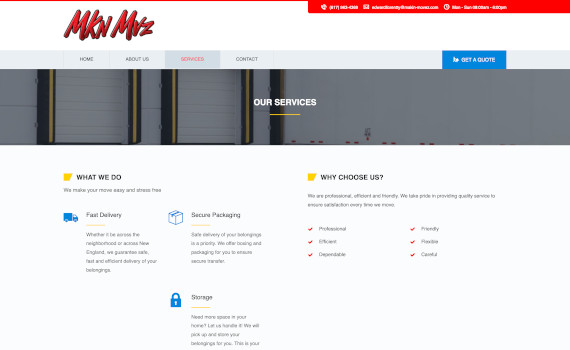 Mon - Sun 08:00am - 6:00pm
MKN MVZ
HOME
ABOUT US
SERVICES
CONTACT
GET A QUOTE
OUR SERVICES
WHAT WE DO
We make your move easy and stress free
Fast Delivery
Whether it be across the
neighborhood or across New
England, we guarantee safe,
fast and efficient delivery of your
belongings.
Secure Packaging
Safe delivery of your belongings
is a priority. We offer boxing and
packaging for you to ensure
secure transfer.
Storage
Need more space in your
home? Let us handle it! We will
pick up and store your
belongings for you. This is your
WHY CHOOSE US?
We are professional, efficient and friendly. We take pride in providing quality service to
ensure satisfaction every time we move.
Professional
Friendly
Efficient
Flexible
Dependable
Careful